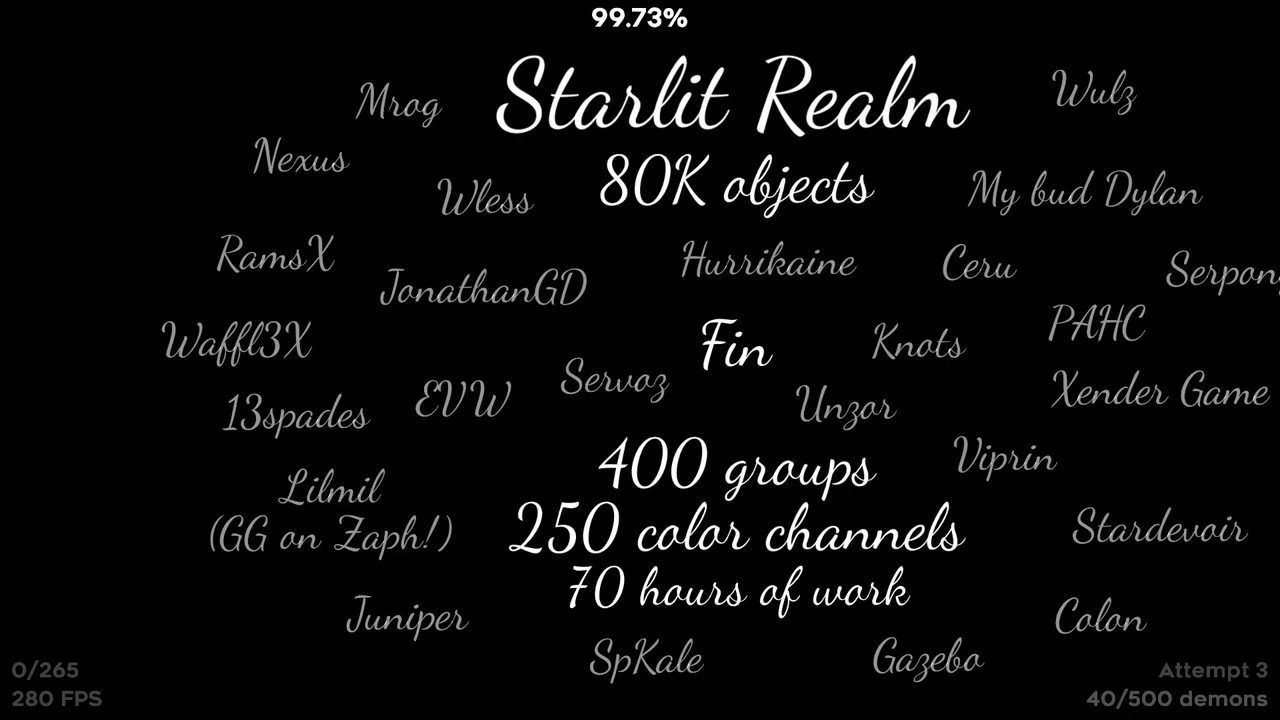 99.73%
Starlit Realm
Mrog
Wulz
Nexus
Wless
80K objects
My bud Dylan
RamsX
JonathanGD
Hurrikaine
Ceru
Waffl3X
Fin
Knots
PAHC
13spades
EVW
Servoz
Unzor
Xender Game
Lilmil
(GG on Zaph!)
400 groups
Viprin
250 color channels
Stardevoir
70 hours of work
Juniper
Colon
SpKale
Gazebo
0/265
280 FPS
Attempt 3
40/500 demons